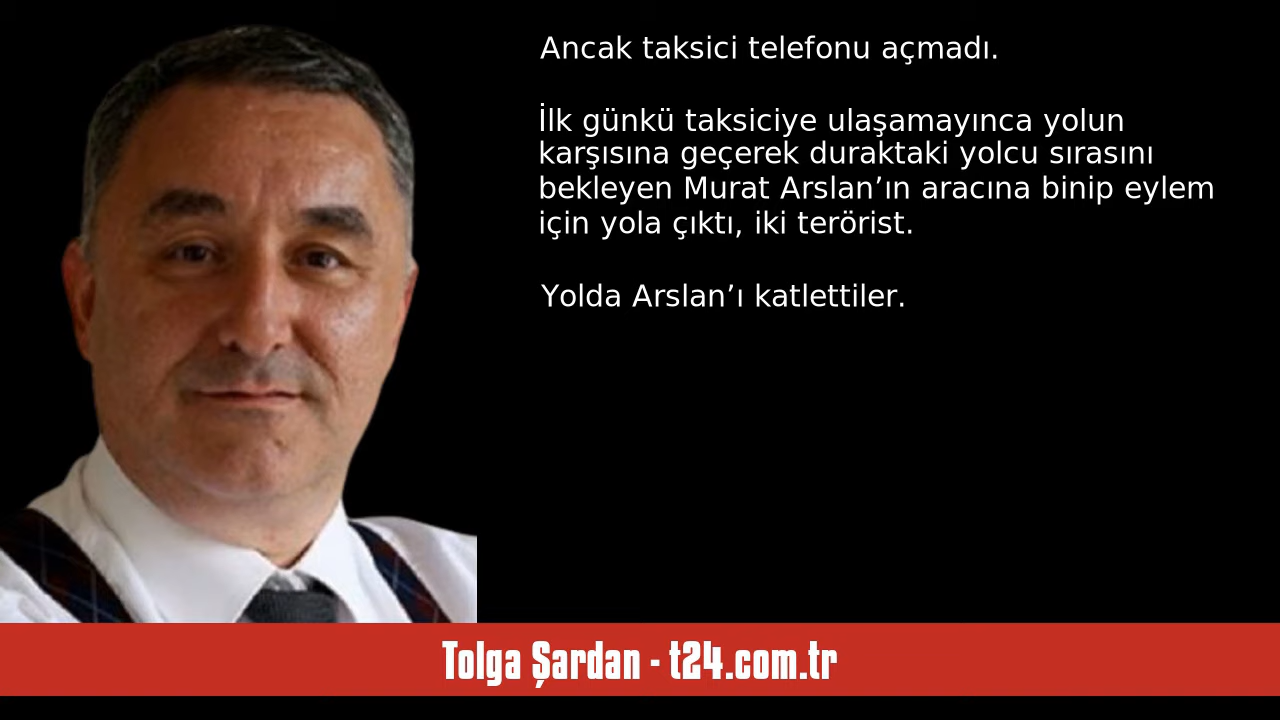 Ancak taksici telefonu açmadı.
İlk günkü taksiciye ulaşamayınca yolun
karşısına geçerek duraktaki yolcu sırasını
bekleyen Murat Arslan’ın aracına binip eylem
için yola çıktı, iki terörist.
Yolda Arslan’ı katlettiler.
Tolga Şardan - t24.com.tr